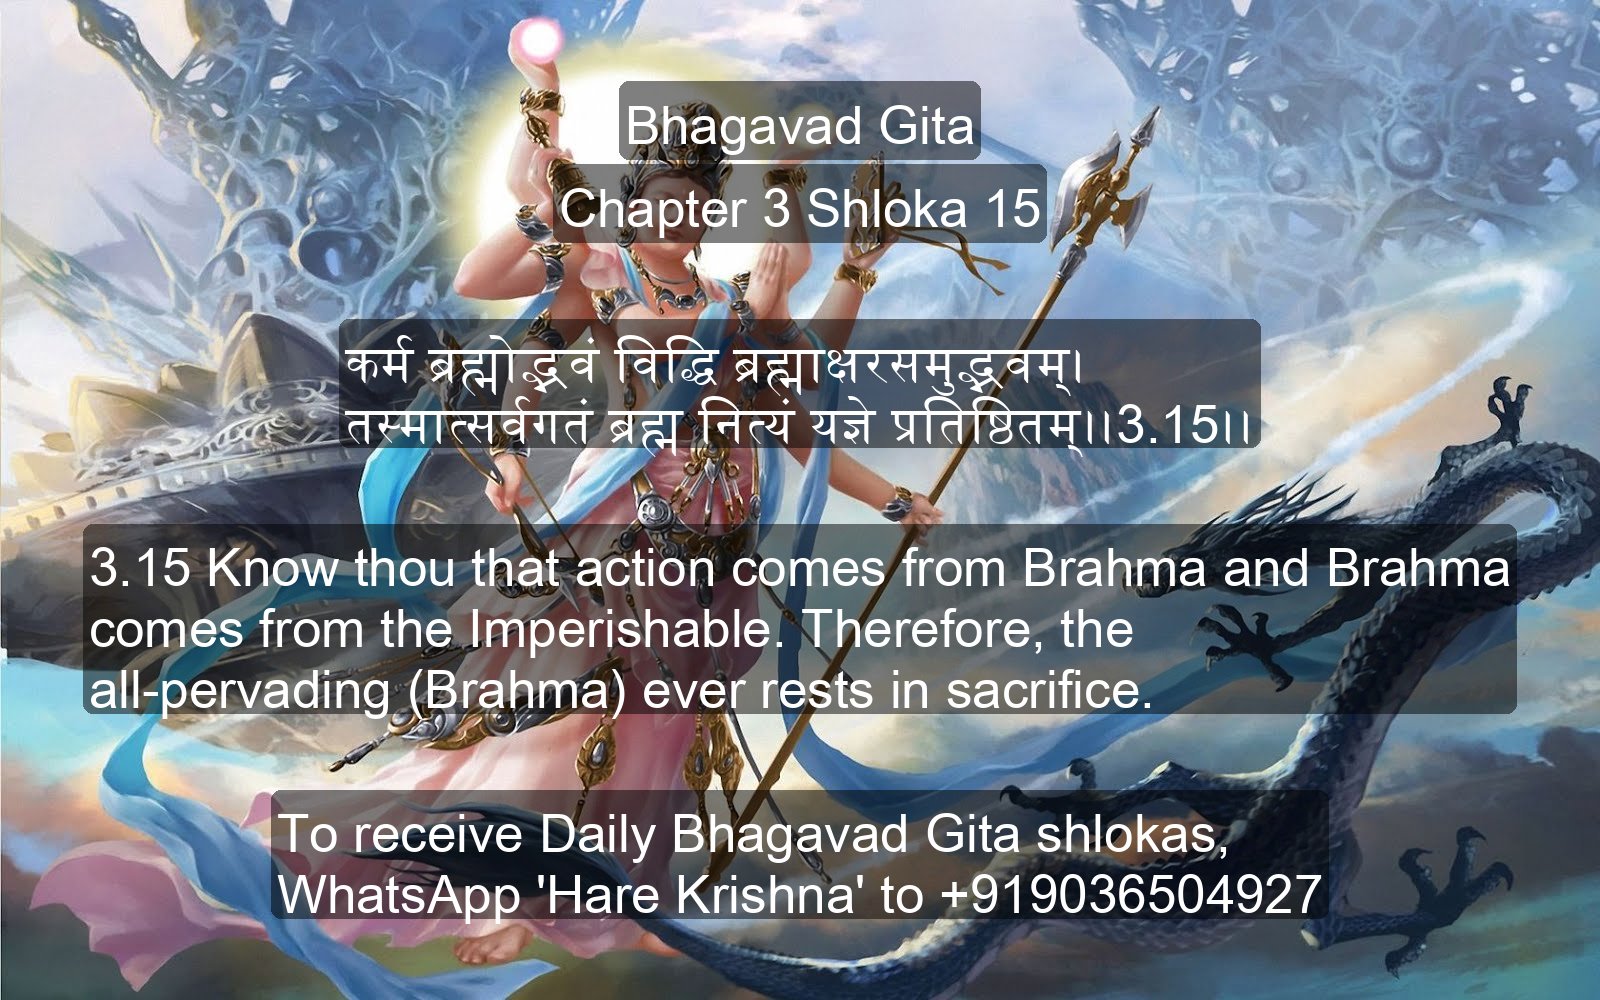 Bhagavad Gita
Chapter 3 Shloka 15
कर्म ब्रह्मोद्भवं विद्धि ब्रह्माक्षरसमुद्भवम्।
तस्मात्सर्वगतं ब्रह्म नित्यं यज्ञे प्रतिष्ठितम्।।3.15।।
3.15 Know thou that action comes from Brahma and Brahma
comes from the Imperishable. Therefore, the
all-pervading (Brahma) ever rests in sacrifice.
To receive Daily Bhagavad Gita shlokas,
WhatsApp 'Hare Krishna' to +919036504927